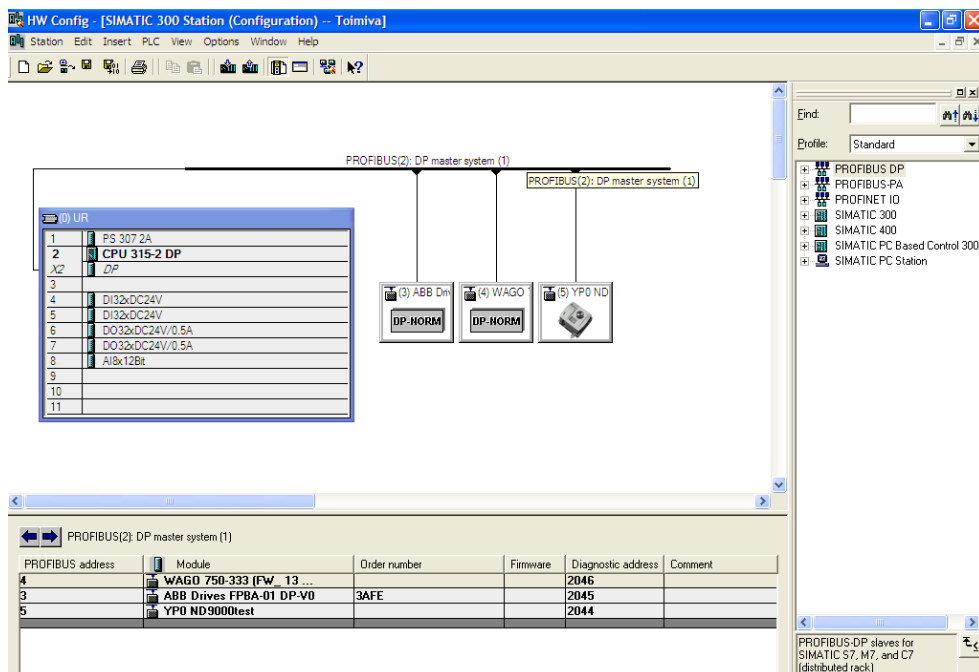 HW Config - [SIMATIC 300 Station (Configuration) -- Toimiva]
Station Edit Insert PLC View Options Window Help
PROFIBUS(2): DP master system (1)
PROFIBUS(2): DP master system (1)
(0) UR
1 PS 307 2A
2 CPU 315-2 DP
X2 DP
3
4 DI32xDC24V
5 DI32xDC24V
6 DO32xDC24V/0.5A
7 DO32xDC24V/0.5A
8 AI8x12Bit
9
10
11
(3) ABB Dri
DP-NORM
(4) WAGO
DP-NORM
(5) YP0 ND
Find:
Profile: Standard
PROFIBUS DP
PROFIBUS-PA
PROFINET IO
SIMATIC 300
SIMATIC 400
SIMATIC PC Based Control 300
SIMATIC PC Station
PROFIBUS(2): DP master system (1)
PROFIBUS address Module Order number Firmware Diagnostic address Comment
4 WAGO 750-333 (FW_ 13 ... 2046
3 ABB Drives FPBA-01 DP-V0 3AFE 2045
5 YP0 ND9000test 2044
PROFIBUS-DP slaves for
SIMATIC S7, M7, and C7
(distributed rack)